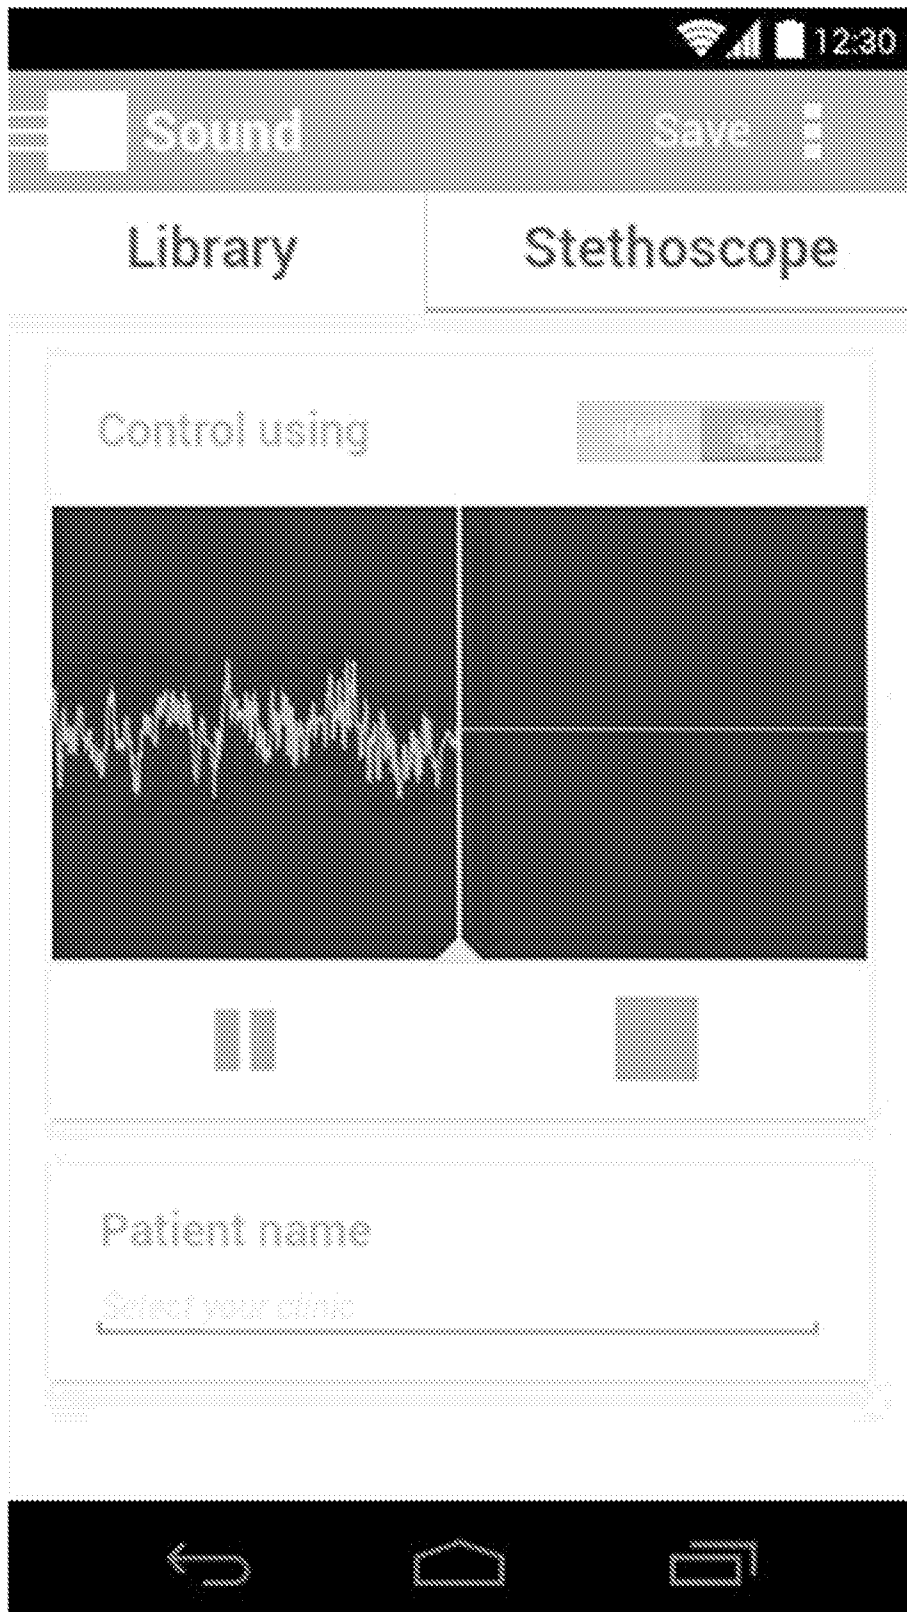 12:30
Sound Save
Library Stethoscope
Control using
Patient name
Select your clinic